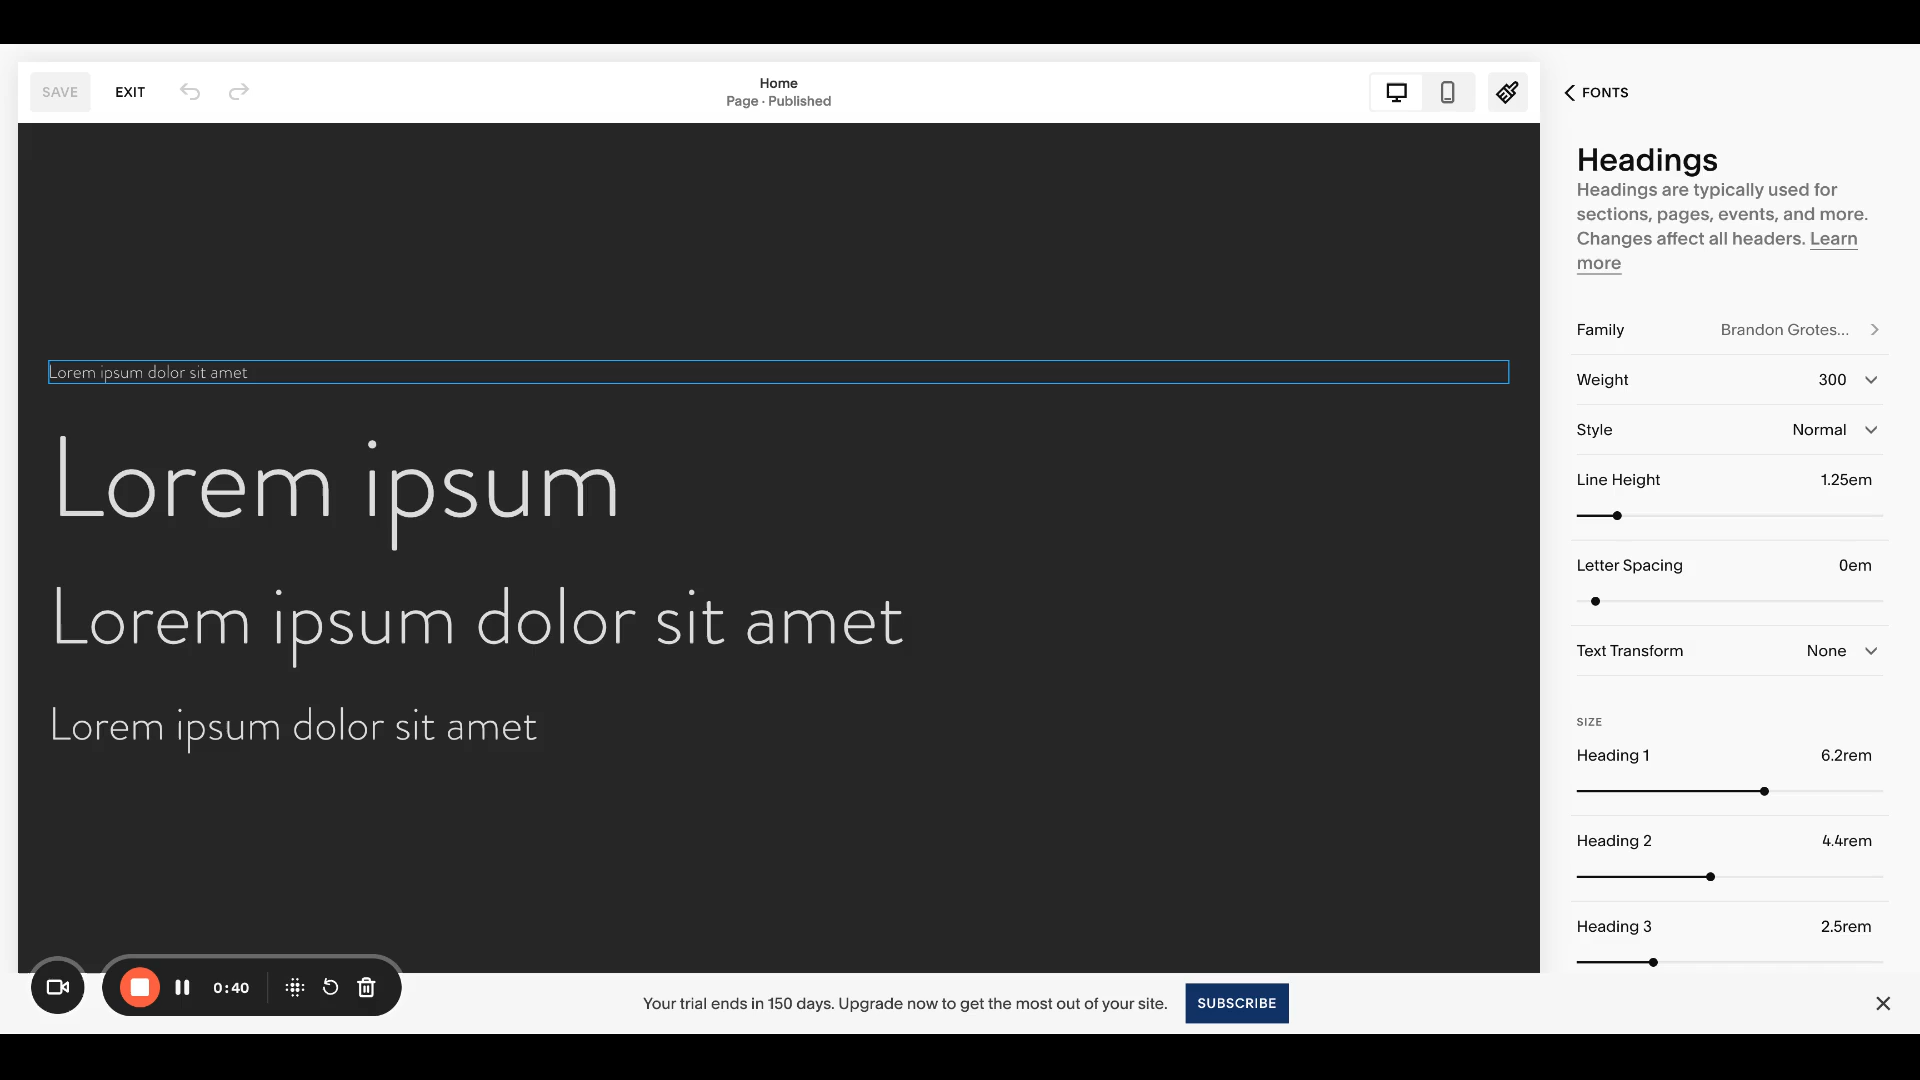 SAVE
EXIT
Home
Page · Published
FONTS
Headings
Headings are typically used for
sections, pages, events, and more.
Changes affect all headers. Learn
more
Family Brandon Grotes...
Weight 300
Style Normal
Line Height 1.25em
Letter Spacing 0em
Text Transform None
SIZE
Heading 1 6.2rem
Heading 2 4.4rem
Heading 3 2.5rem
Lorem ipsum dolor sit amet
Lorem ipsum
Lorem ipsum dolor sit amet
Lorem ipsum dolor sit amet
0:40
Your trial ends in 150 days. Upgrade now to get the most out of your site.
SUBSCRIBE